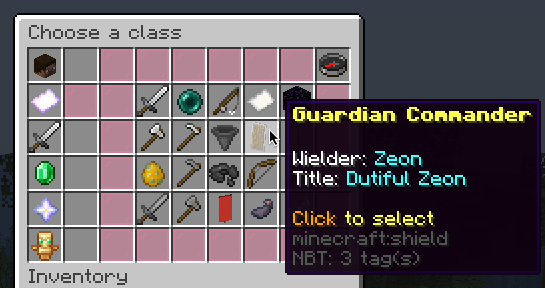 Choose a class
Guardian Commander
Wielder: Zeon
Title: Dutiful Zeon
Click to select
minecraft:shield
NBT: 3 tag(s)
Inventory